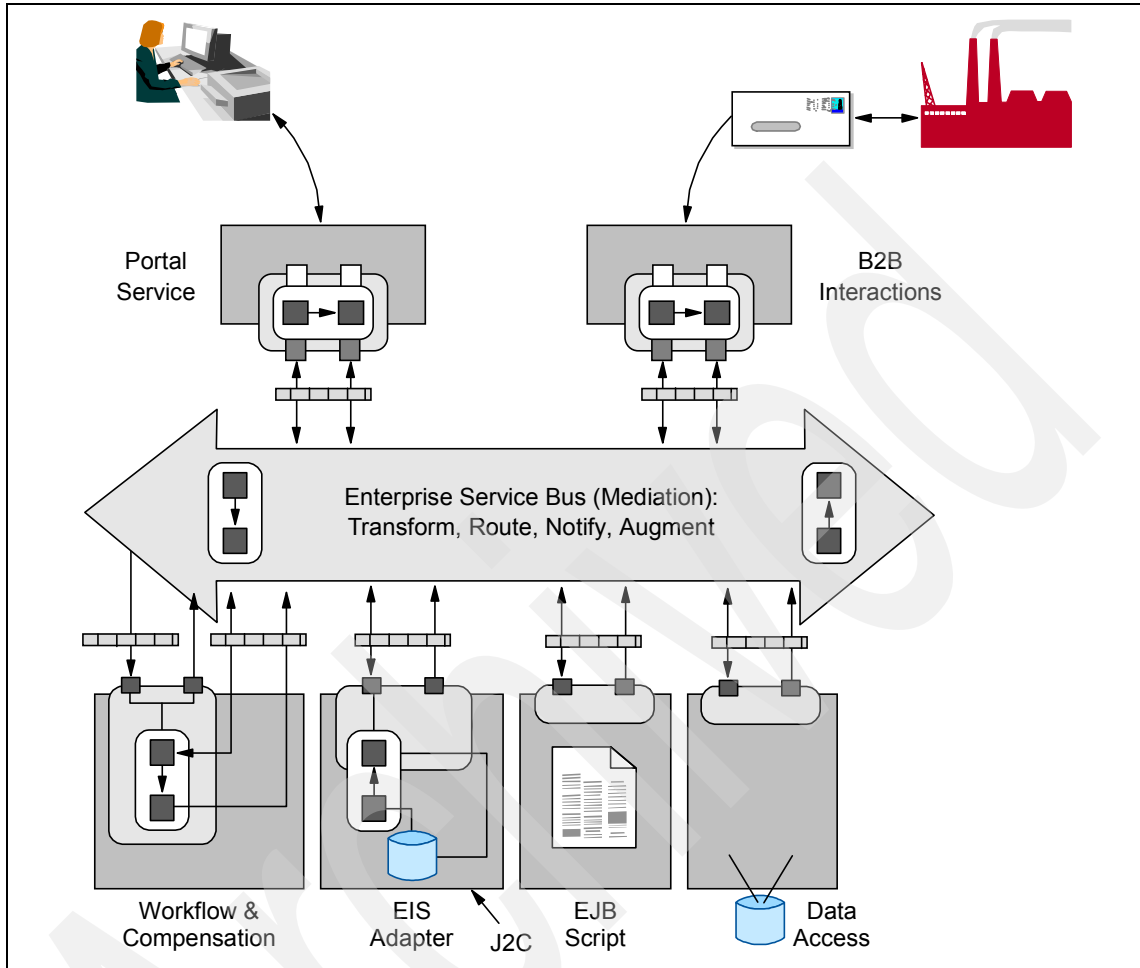 Portal
Service
B2B
Interactions
Enterprise Service Bus (Mediation):
Transform, Route, Notify, Augment
Workflow &
Compensation
EIS
Adapter
J2C
EJB
Script
Data
Access
Archived